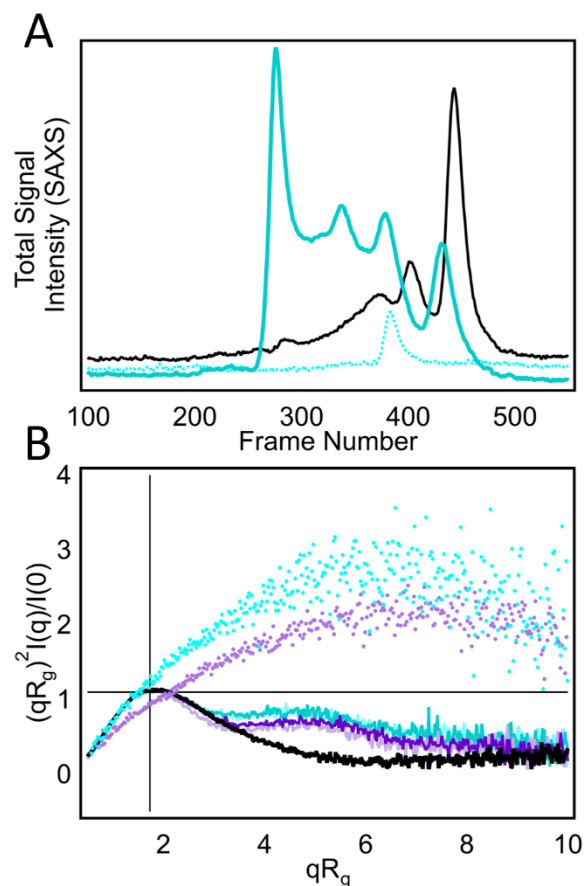 A
Total Signal
Intensity (SAXS)
100 200 300 400 500
Frame Number
B
(qRg)²I(q)/I(0)
4
3
2
1
0
2 4 6 8 10
qRg